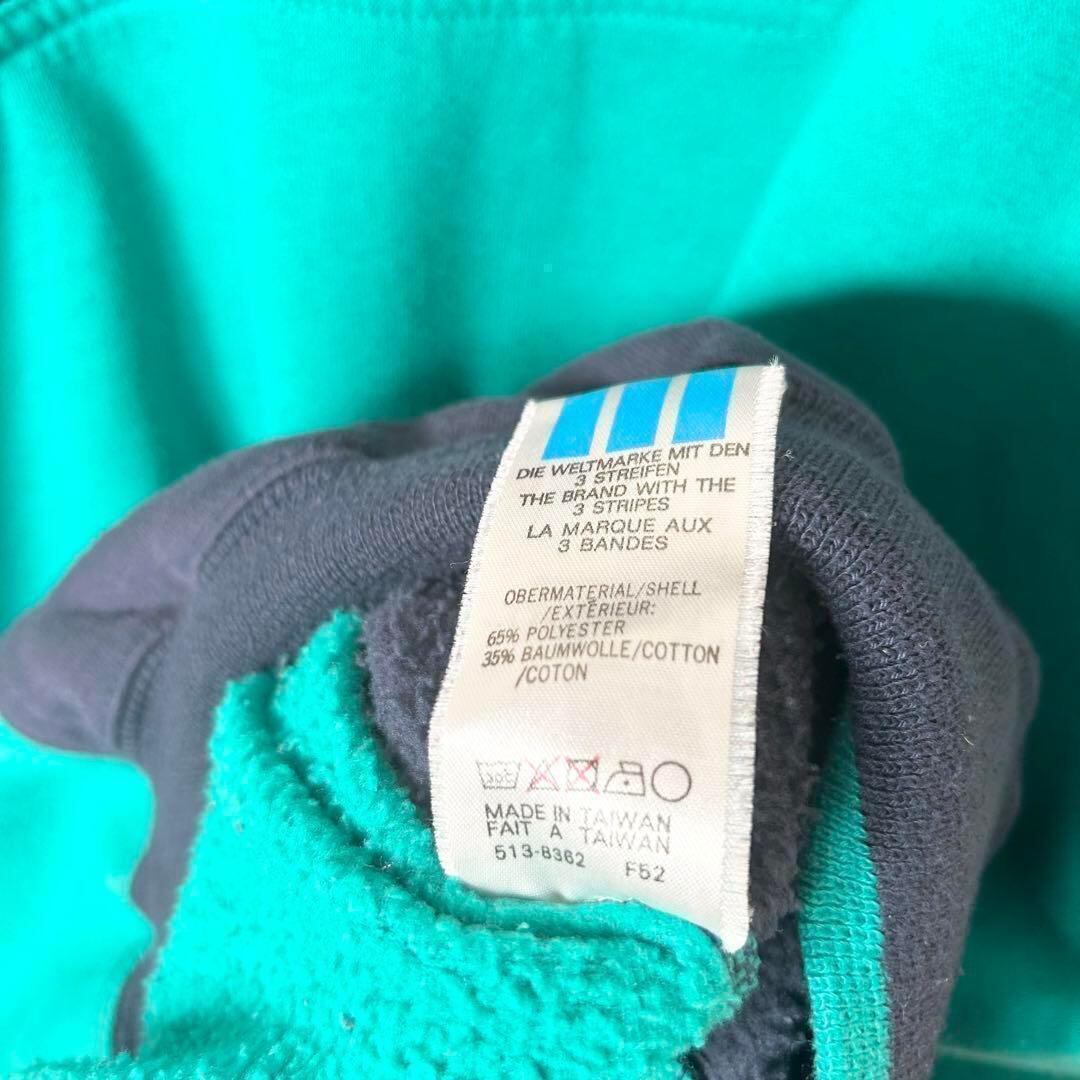 DIE WELTMARKE MIT DEN
3 STREIFEN
THE BRAND WITH THE
3 STRIPES
LA MARQUE AUX
3 BANDES
OBERMATERIAL/SHELL
/EXTÉRIEUR:
65% POLYESTER
35% BAUMWOLLE/COTTON
/COTON
30°
MADE IN TAIWAN
FAIT A TAIWAN
513-8362 F52